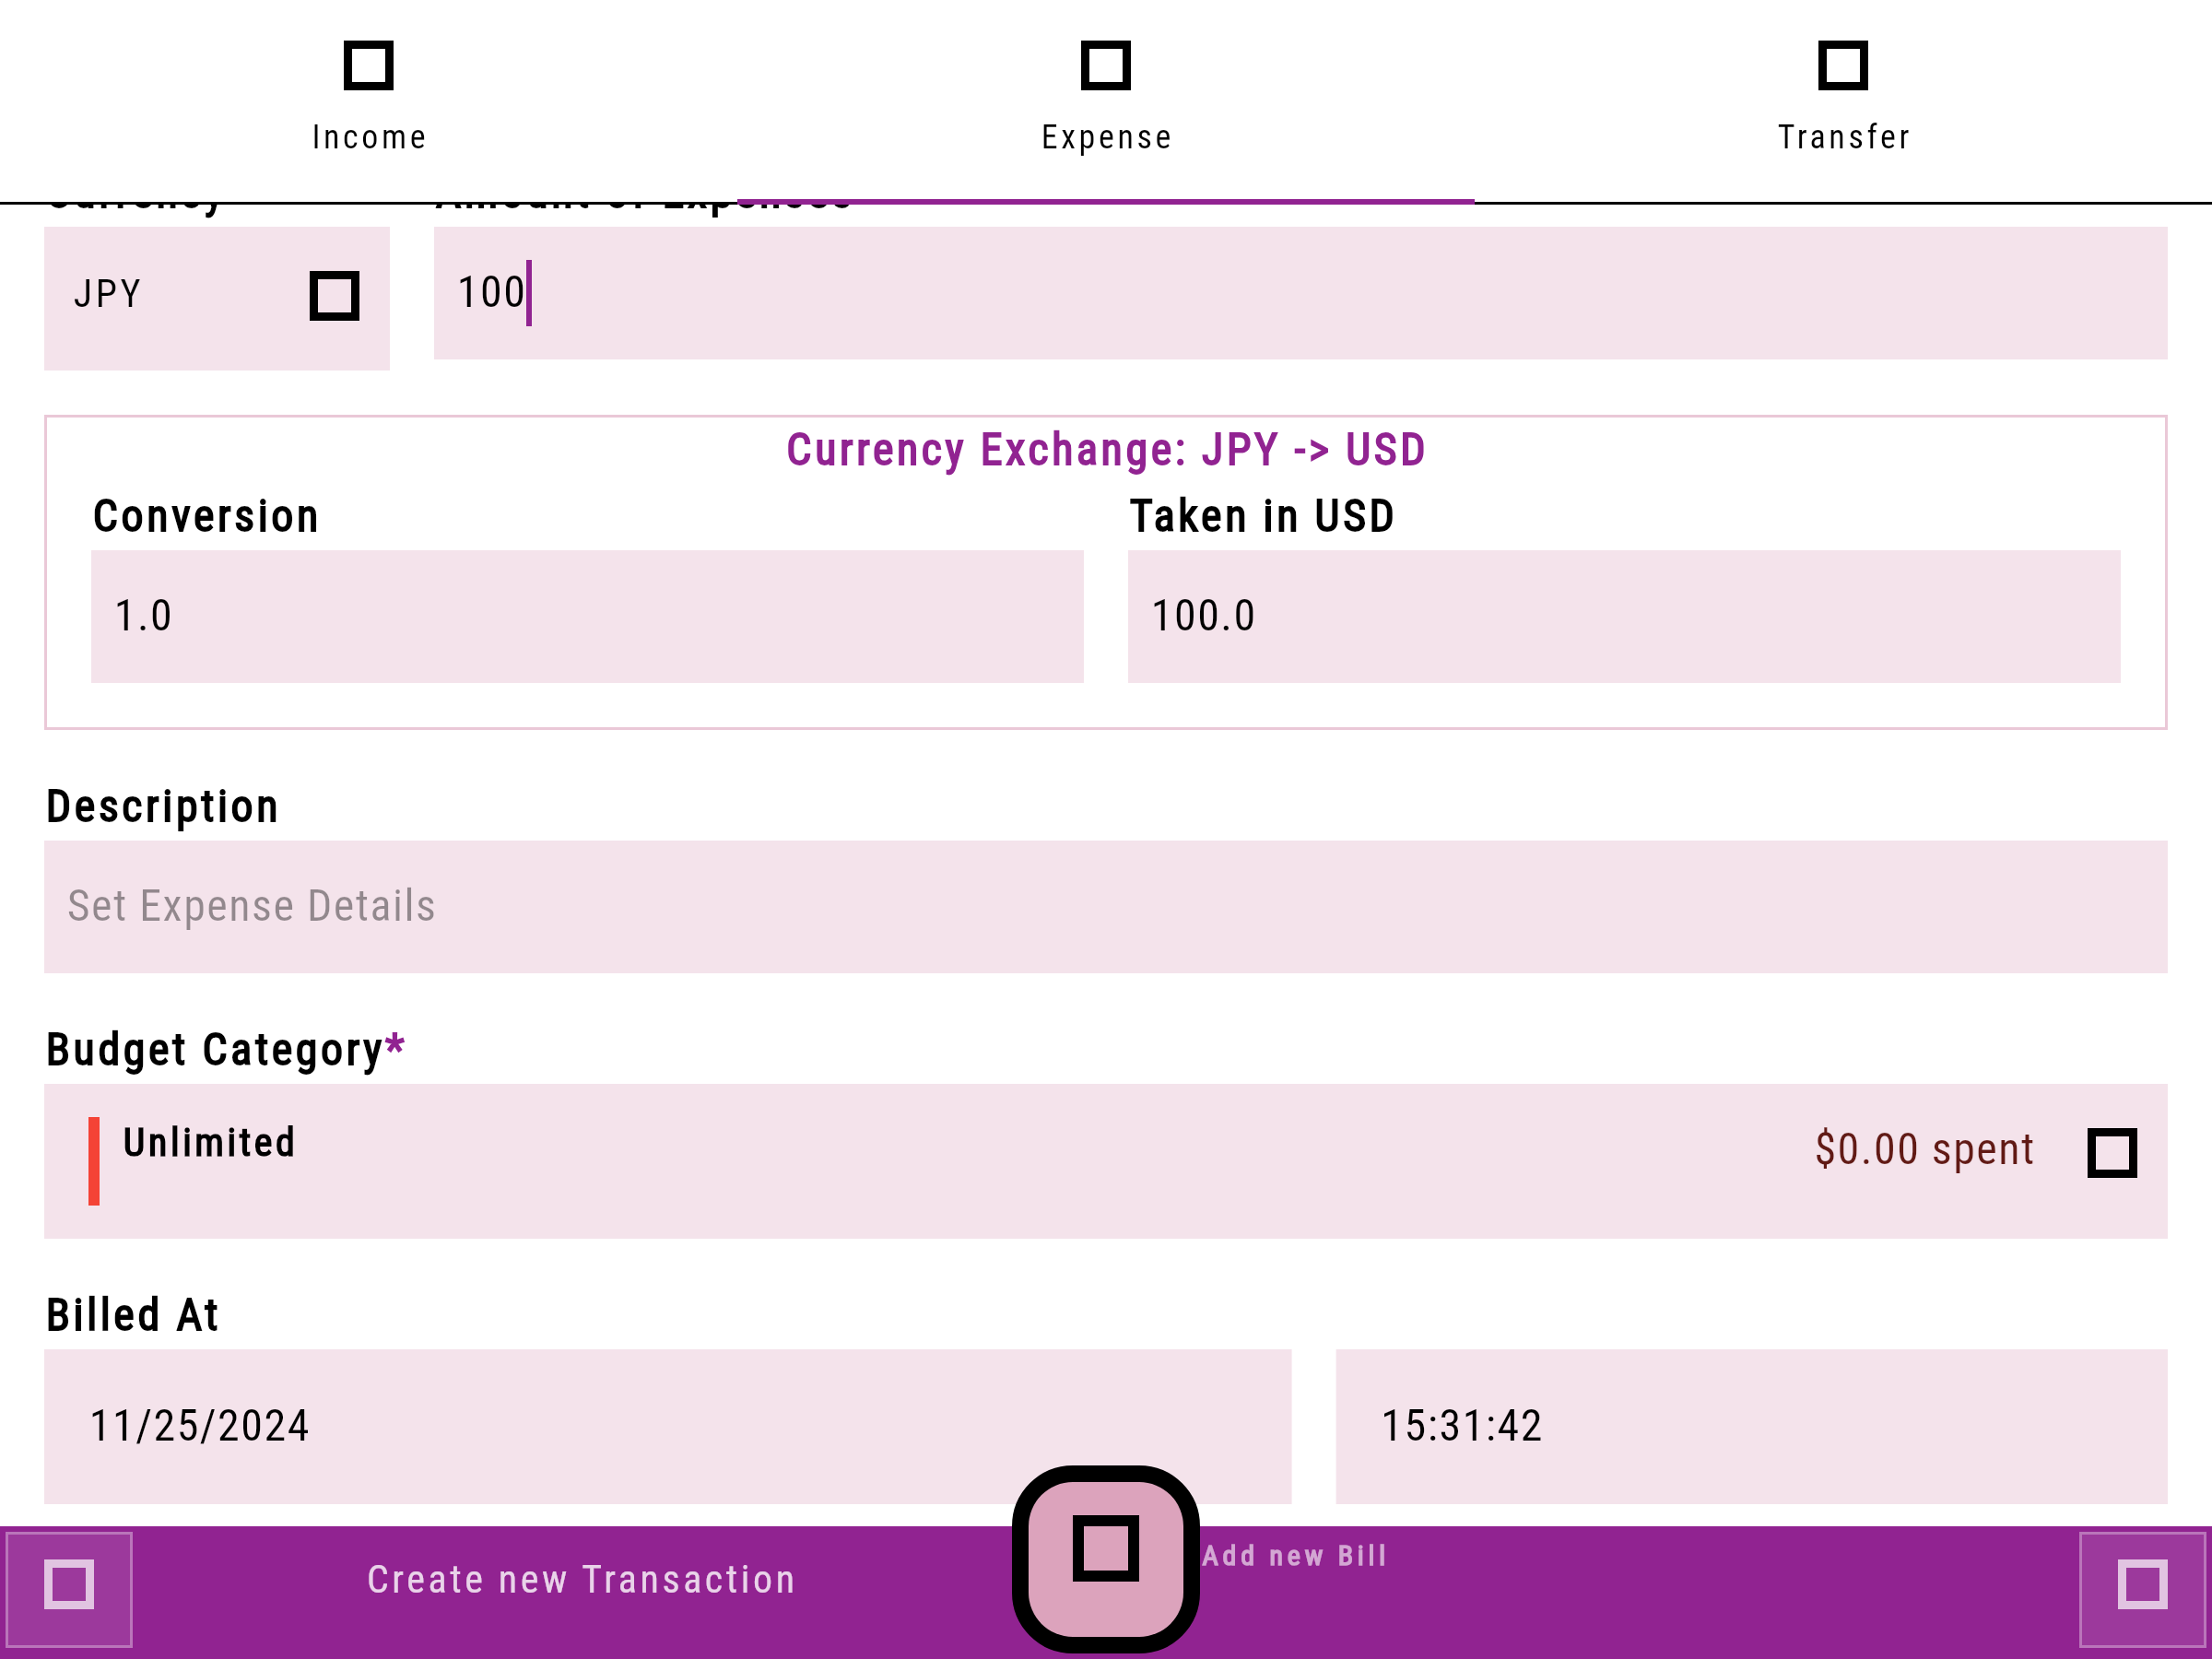 Income
Expense
Transfer
JPY
100
Currency Exchange: JPY -> USD
Conversion
Taken in USD
1.0
100.0
Description
Set Expense Details
Budget Category*
Unlimited
$0.00 spent
Billed At
11/25/2024
15:31:42
Create new Transaction
Add new Bill